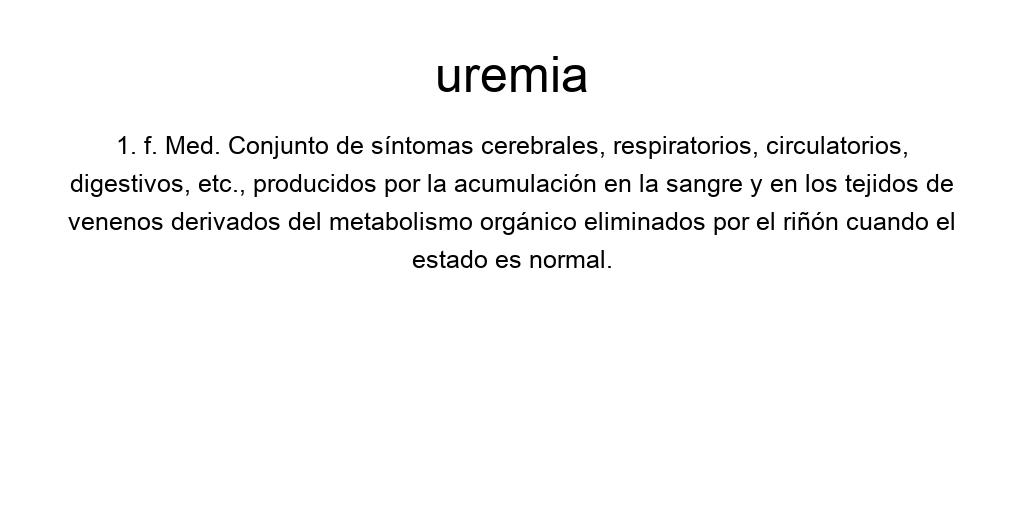 uremia
1. f. Med. Conjunto de síntomas cerebrales, respiratorios, circulatorios,
digestivos, etc., producidos por la acumulación en la sangre y en los tejidos de
venenos derivados del metabolismo orgánico eliminados por el riñón cuando el
estado es normal.